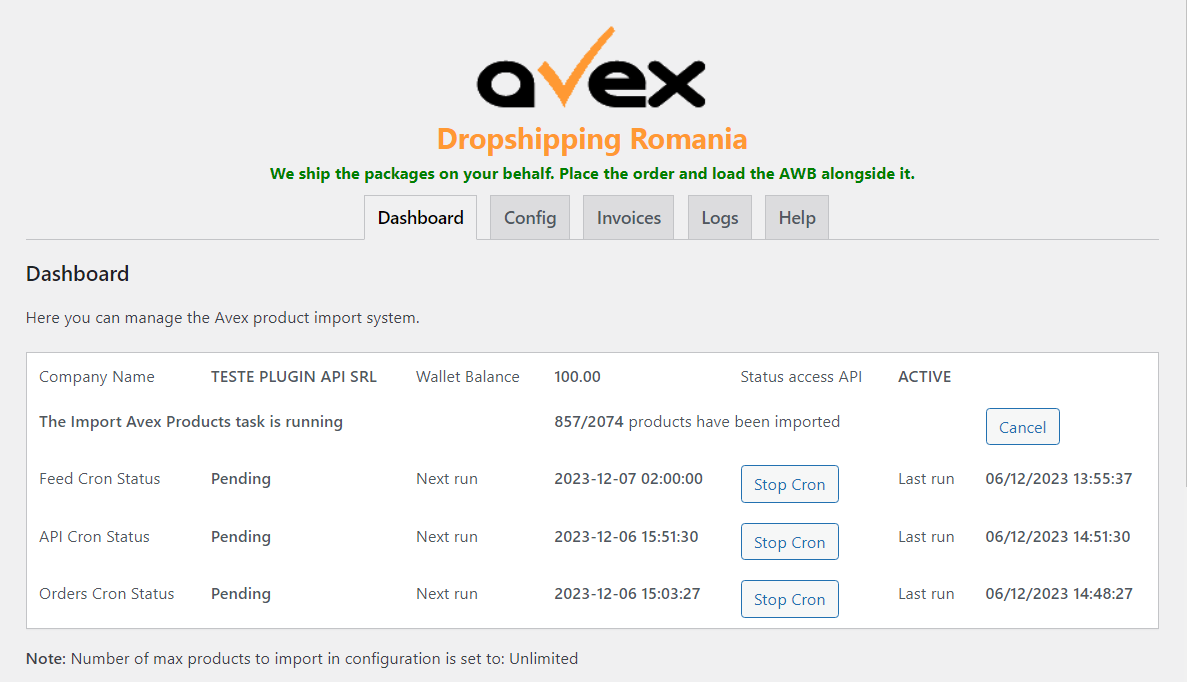 avex
Dropshipping Romania
We ship the packages on your behalf. Place the order and load the AWB alongside it.
Dashboard Config Invoices Logs Help
Dashboard
Here you can manage the Avex product import system.
Company Name TESTE PLUGIN API SRL Wallet Balance 100.00 Status access API ACTIVE
The Import Avex Products task is running 857/2074 products have been imported Cancel
Feed Cron Status Pending Next run 2023-12-07 02:00:00 Stop Cron Last run 06/12/2023 13:55:37
API Cron Status Pending Next run 2023-12-06 15:51:30 Stop Cron Last run 06/12/2023 14:51:30
Orders Cron Status Pending Next run 2023-12-06 15:03:27 Stop Cron Last run 06/12/2023 14:48:27
Note: Number of max products to import in configuration is set to: Unlimited